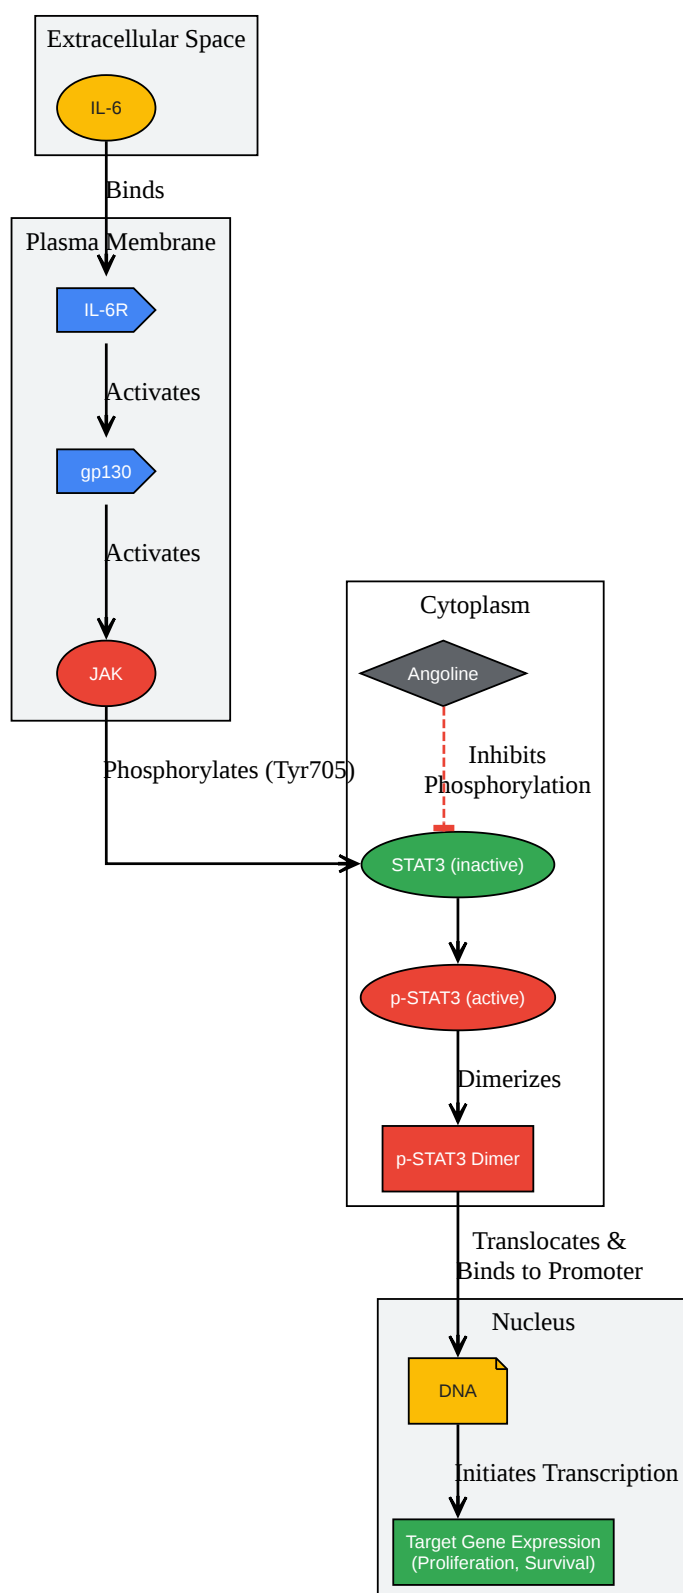 Extracellular Space
IL-6
Binds
Plasma Membrane
IL-6R
Activates
gp130
Activates
JAK
Phosphorylates (Tyr705)
Cytoplasm
Angoline
Inhibits
Phosphorylation
STAT3 (inactive)
p-STAT3 (active)
Dimerizes
p-STAT3 Dimer
Translocates &
Binds to Promoter
Nucleus
DNA
Initiates Transcription
Target Gene Expression
(Proliferation, Survival)